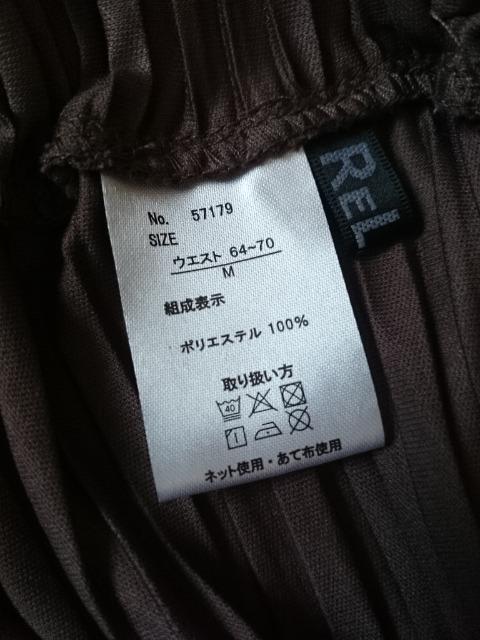 No. 57179
SIZE
ウエスト 64~70
M
組成表示
ポリエステル 100%
取り扱い方
40
ネット使用・あて布使用
REL